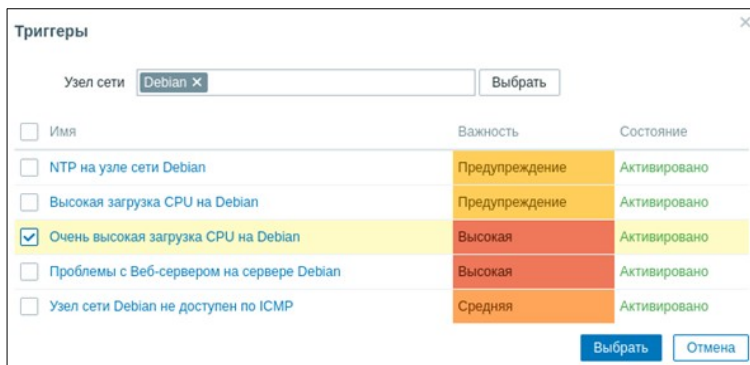 Триггеры
Узел сети Debian Выбрать
Имя Важность Состояние
NTP на узле сети Debian Предупреждение Активировано
Высокая загрузка CPU на Debian Предупреждение Активировано
Очень высокая загрузка CPU на Debian Высокая Активировано
Проблемы с Веб-сервером на сервере Debian Высокая Активировано
Узел сети Debian не доступен по ICMP Средняя Активировано
Выбрать Отмена